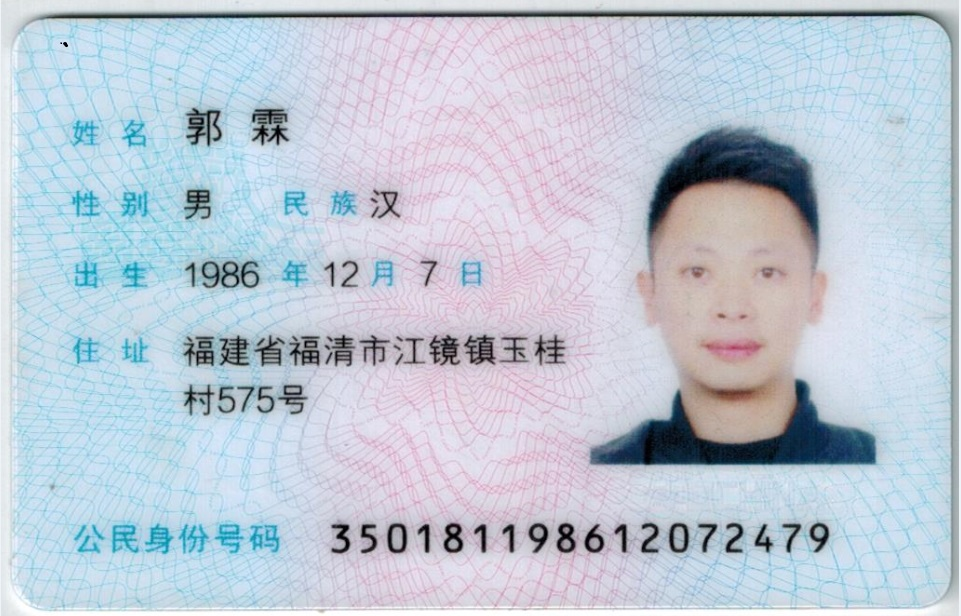 姓名 郭霖
性别 男 民族 汉
出生 1986 年 12 月 7 日
住址 福建省福清市江镜镇玉桂
村575号
公民身份号码 350181198612072479